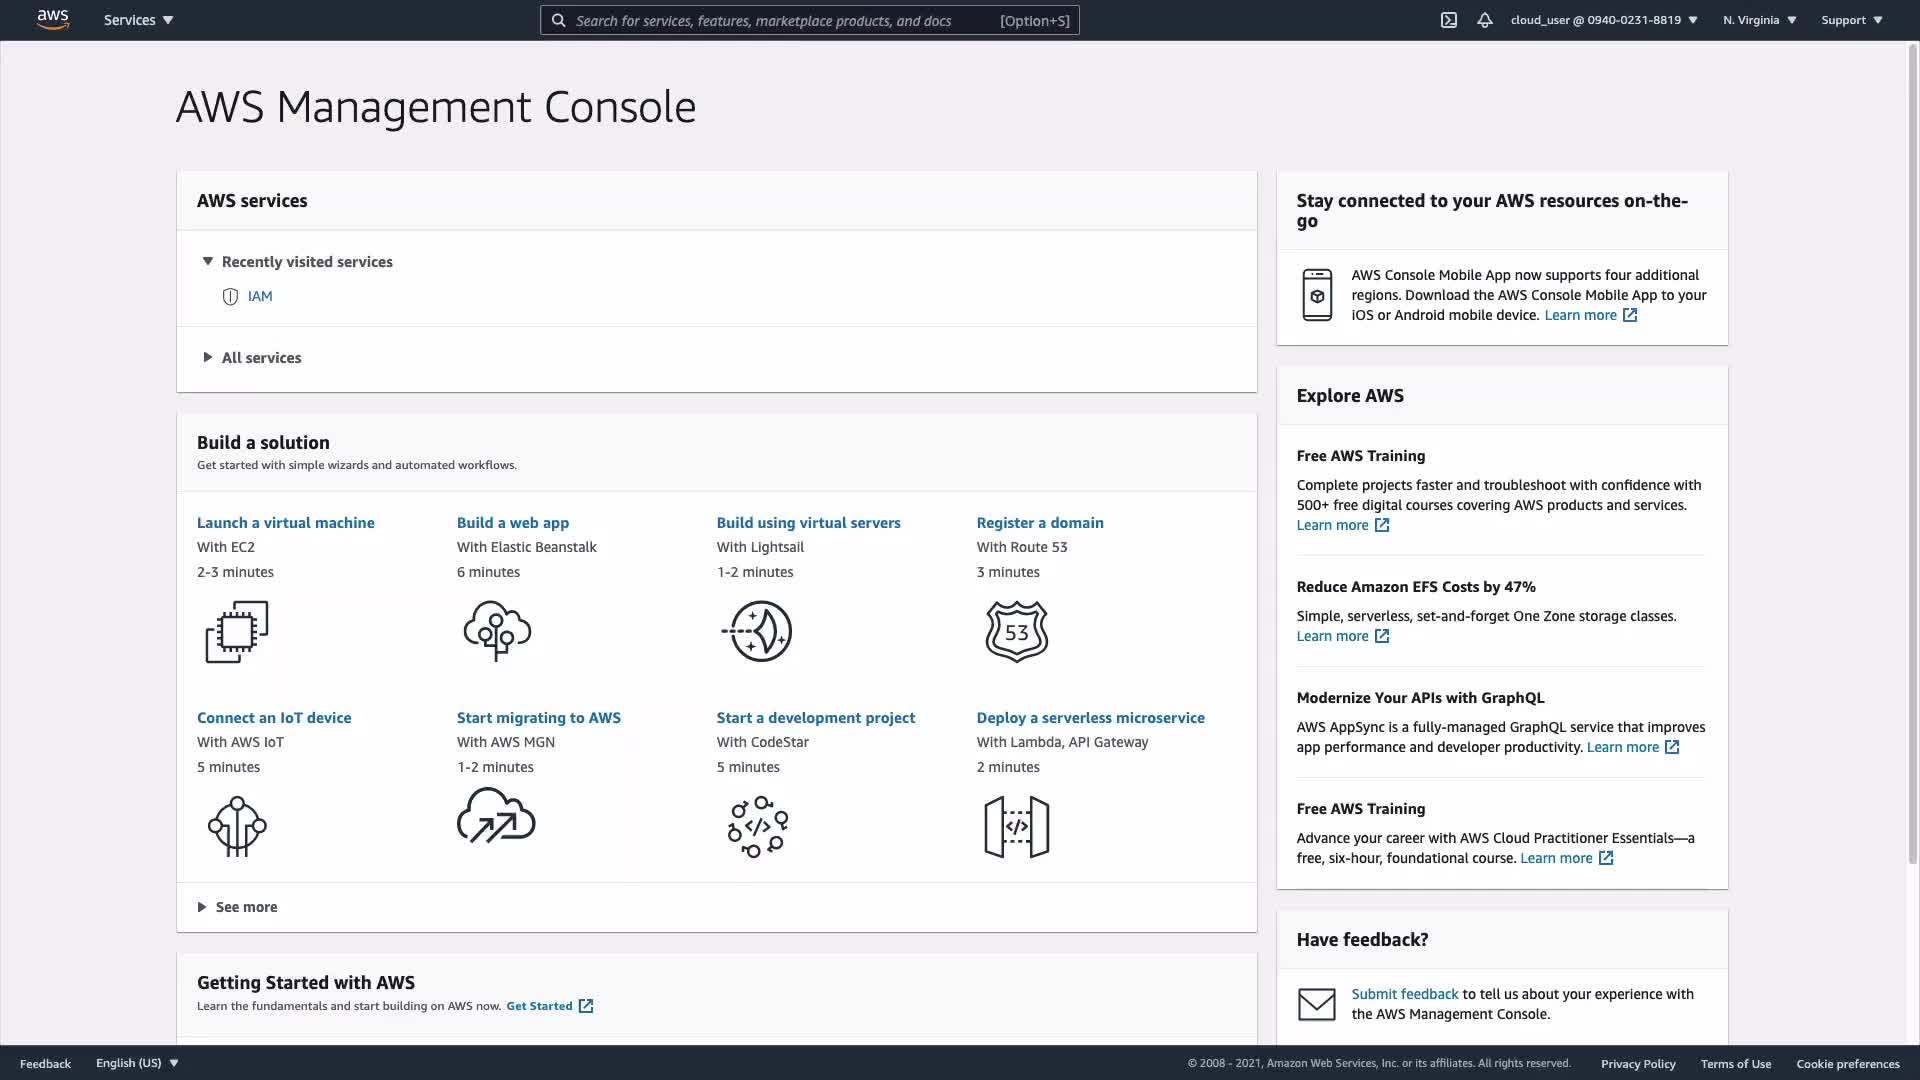 aws
Services
Search for services, features, marketplace products, and docs
[Option+S]
cloud_user @ 0940-0231-8819
N. Virginia
Support
AWS Management Console
AWS services
Recently visited services
IAM
All services
Build a solution
Get started with simple wizards and automated workflows.
Launch a virtual machine
With EC2
2-3 minutes
Build a web app
With Elastic Beanstalk
6 minutes
Build using virtual servers
With Lightsail
1-2 minutes
Register a domain
With Route 53
3 minutes
53
Connect an IoT device
With AWS IoT
5 minutes
Start migrating to AWS
With AWS MGN
1-2 minutes
Start a development project
With CodeStar
5 minutes
</>
Deploy a serverless microservice
With Lambda, API Gateway
2 minutes
</>
See more
Getting Started with AWS
Learn the fundamentals and start building on AWS now. Get Started
Stay connected to your AWS resources on-the-
go
AWS Console Mobile App now supports four additional
regions. Download the AWS Console Mobile App to your
iOS or Android mobile device. Learn more
Explore AWS
Free AWS Training
Complete projects faster and troubleshoot with confidence with
500+ free digital courses covering AWS products and services.
Learn more
Reduce Amazon EFS Costs by 47%
Simple, serverless, set-and-forget One Zone storage classes.
Learn more
Modernize Your APIs with GraphQL
AWS AppSync is a fully-managed GraphQL service that improves
app performance and developer productivity. Learn more
Free AWS Training
Advance your career with AWS Cloud Practitioner Essentials—a
free, six-hour, foundational course. Learn more
Have feedback?
Submit feedback to tell us about your experience with
the AWS Management Console.
Feedback
English (US)
© 2008 - 2021, Amazon Web Services, Inc. or its affiliates. All rights reserved.
Privacy Policy
Terms of Use
Cookie preferences